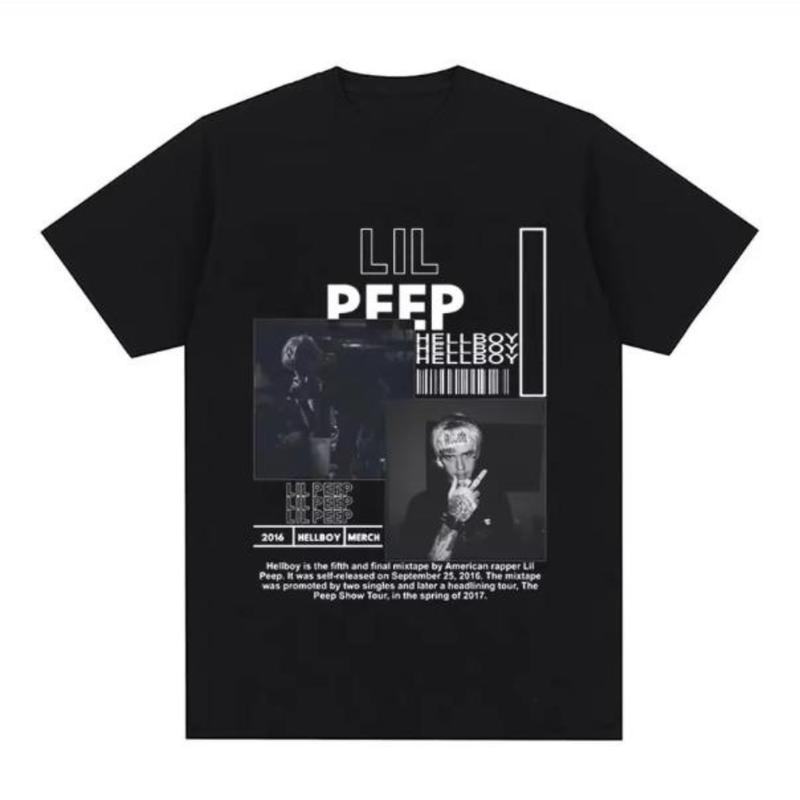 LIL
PEEP
HELLBOY
HELLBOY
HELLBOY
LIL PEEP
LIL PEEP
LIL PEEP
2016 HELLBOY MERCH
Hellboy is the fifth and final mixtape by American rapper Lil
Peep. It was self-released on September 25, 2016. The mixtape
was promoted by two singles and later a headlining tour, The
Peep Show Tour, in the spring of 2017.